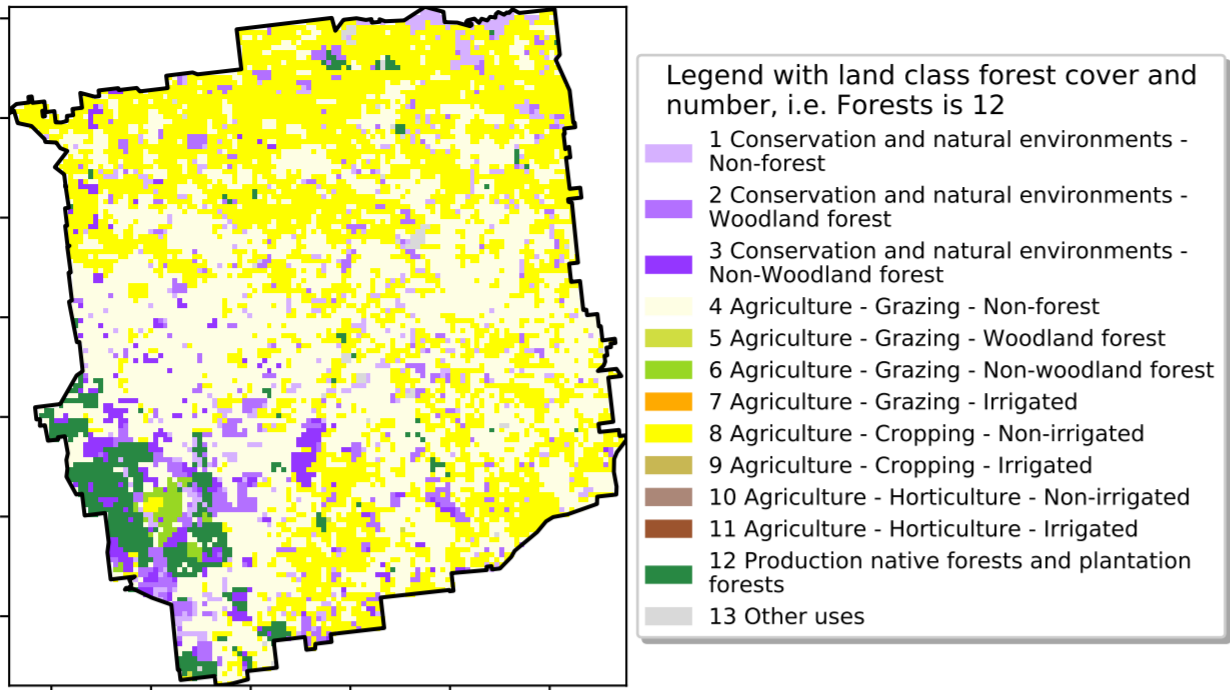 Legend with land class forest cover and
number, i.e. Forests is 12
1 Conservation and natural environments -
Non-forest
2 Conservation and natural environments -
Woodland forest
3 Conservation and natural environments -
Non-Woodland forest
4 Agriculture - Grazing - Non-forest
5 Agriculture - Grazing - Woodland forest
6 Agriculture - Grazing - Non-woodland forest
7 Agriculture - Grazing - Irrigated
8 Agriculture - Cropping - Non-irrigated
9 Agriculture - Cropping - Irrigated
10 Agriculture - Horticulture - Non-irrigated
11 Agriculture - Horticulture - Irrigated
12 Production native forests and plantation
forests
13 Other uses